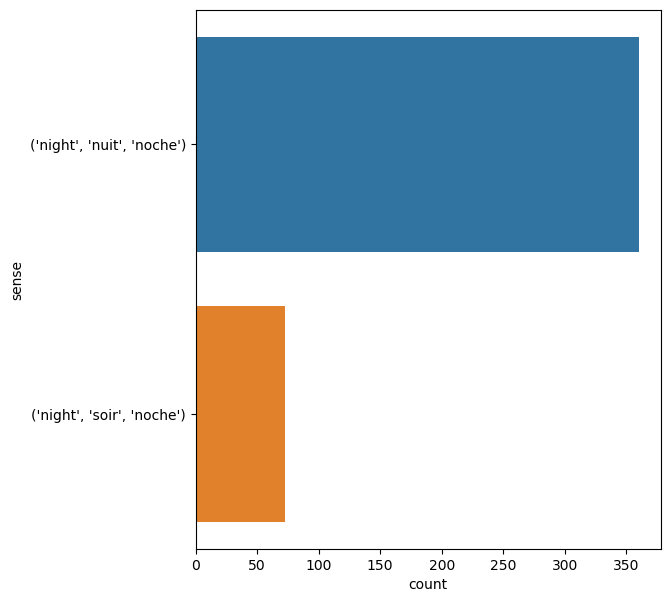 ('night', 'nuit', 'noche')
sense
('night', 'soir', 'noche')
0 50 100 150 200 250 300 350
count